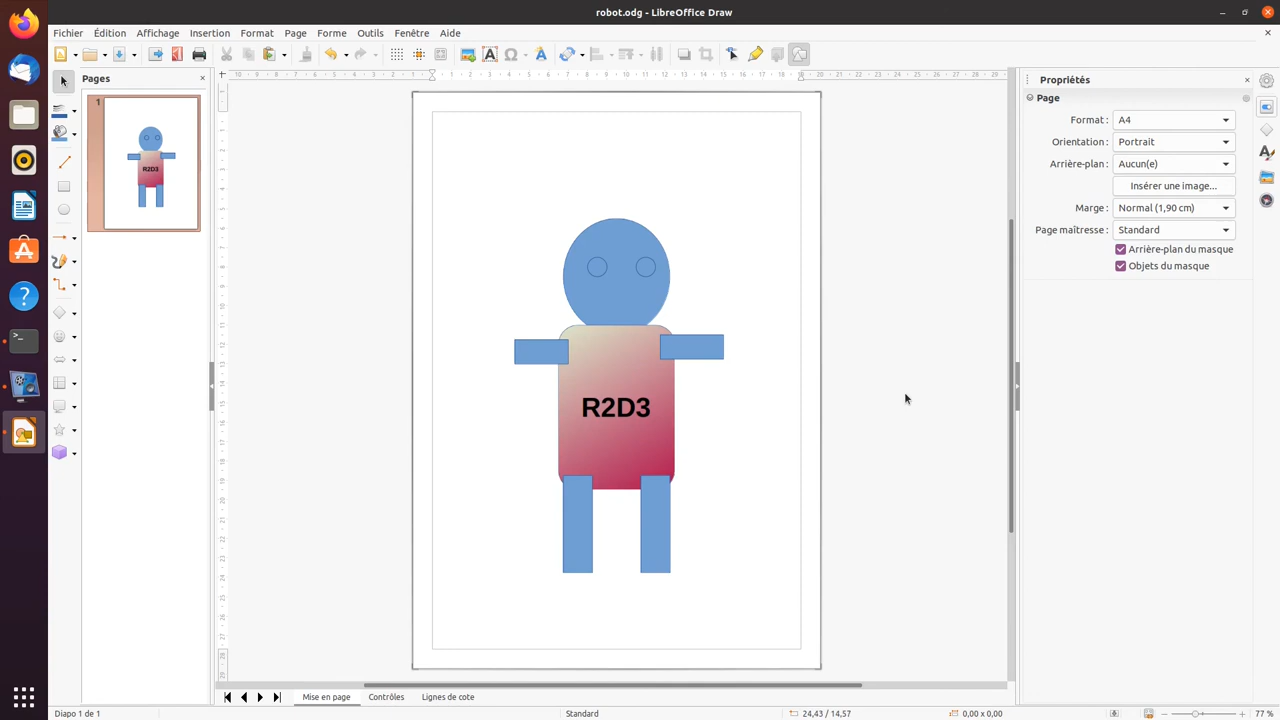 robot.odg - LibreOffice Draw
Fichier Édition Affichage Insertion Format Page Forme Outils Fenêtre Aide
Pages
1
R2D3
R2D3
Propriétés
Page
Format : A4
Orientation : Portrait
Arrière-plan : Aucun(e)
Insérer une image...
Marge : Normal (1,90 cm)
Page maîtresse : Standard
Arrière-plan du masque
Objets du masque
Mise en page Contrôles Lignes de cote
Diapo 1 de 1 Standard 24,43 / 14,57 0,00 x 0,00 77 %